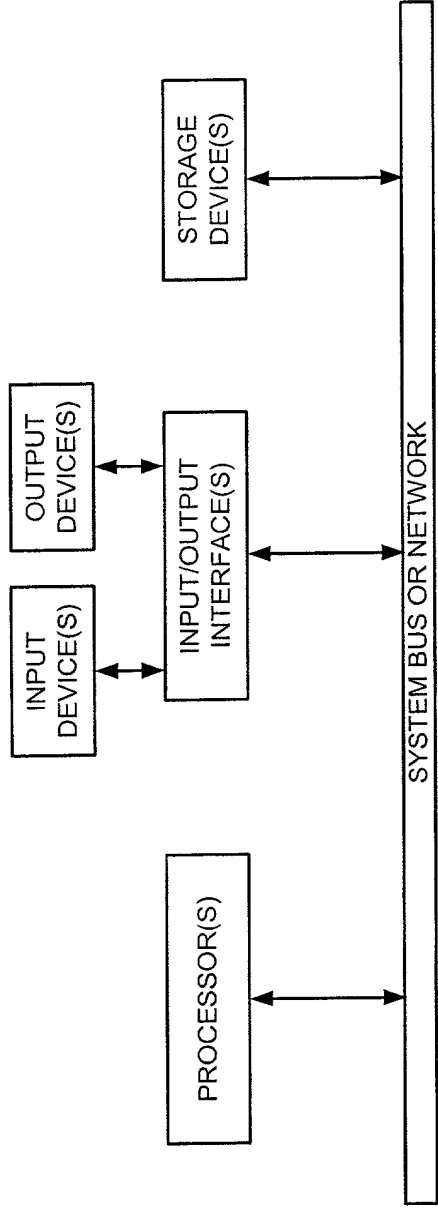 INPUT
DEVICE(S)
OUTPUT
DEVICE(S)
PROCESSOR(S)
INPUT/OUTPUT
INTERFACE(S)
STORAGE
DEVICE(S)
SYSTEM BUS OR NETWORK